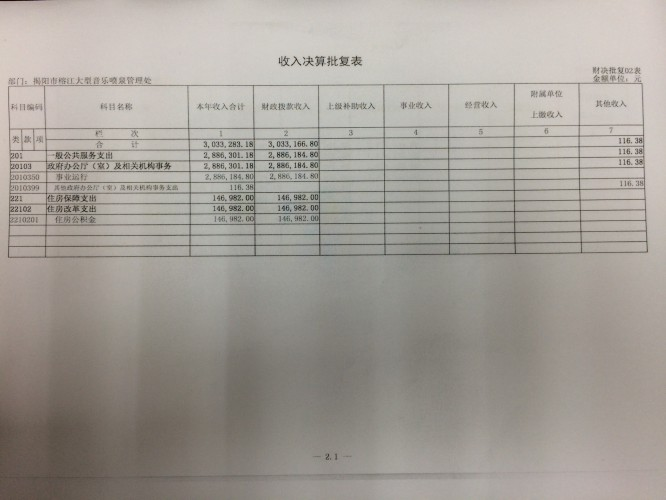 收入决算批复表
财决批复02表
部门：揭阳市榕江大型音乐喷泉管理处 金额单位：元
科目编码 科目名称 本年收入合计 财政拨款收入 上级补助收入 事业收入 经营收入 附属单位上缴收入 其他收入
类 款 项 栏 次 1 2 3 4 5 6 7
合 计 3,033,283.18 3,033,166.80 116.38
201 一般公共服务支出 2,886,301.18 2,886,184.80 116.38
20103 政府办公厅（室）及相关机构事务 2,886,301.18 2,886,184.80 116.38
2010350 事业运行 2,886,184.80 2,886,184.80
2010399 其他政府办公厅（室）及相关机构事务支出 116.38 116.38
221 住房保障支出 146,982.00 146,982.00
22102 住房改革支出 146,982.00 146,982.00
2210201 住房公积金 146,982.00 146,982.00
— 2.1 —